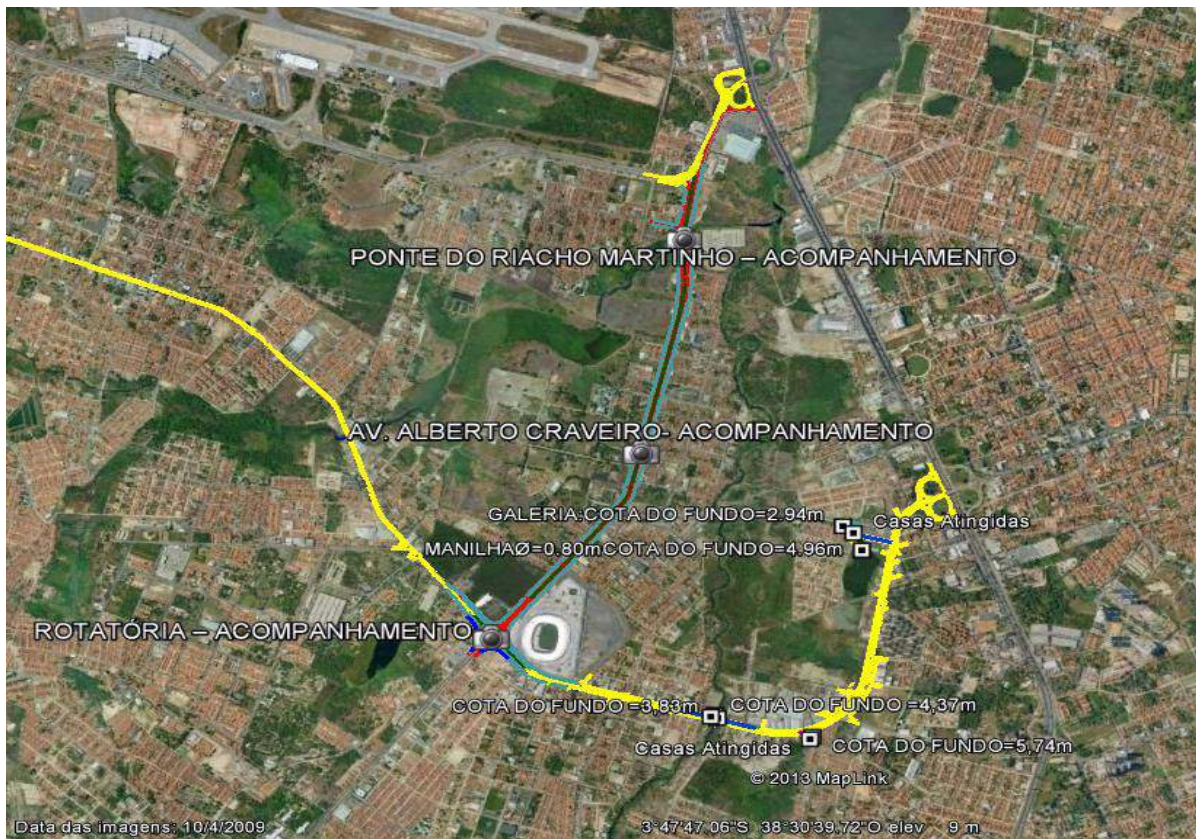 PONTE DO RIACHO MARTINHO – ACOMPANHAMENTO
AV. ALBERTO CRAVEIRO- ACOMPANHAMENTO
GALERIA:COTA DO FUNDO=2.94m
Casas Atingidas
MANILHAØ=0.80mCOTA DO FUNDO=4.96m
ROTATÓRIA – ACOMPANHAMENTO
COTA DO FUNDO =3,83m
COTA DO FUNDO =4,37m
Casas Atingidas
COTA DO FUNDO=5,74m
© 2013 MapLink
Data das imagens: 10/4/2009
3°47'47.06"S 38°30'39.72"O elev 9 m